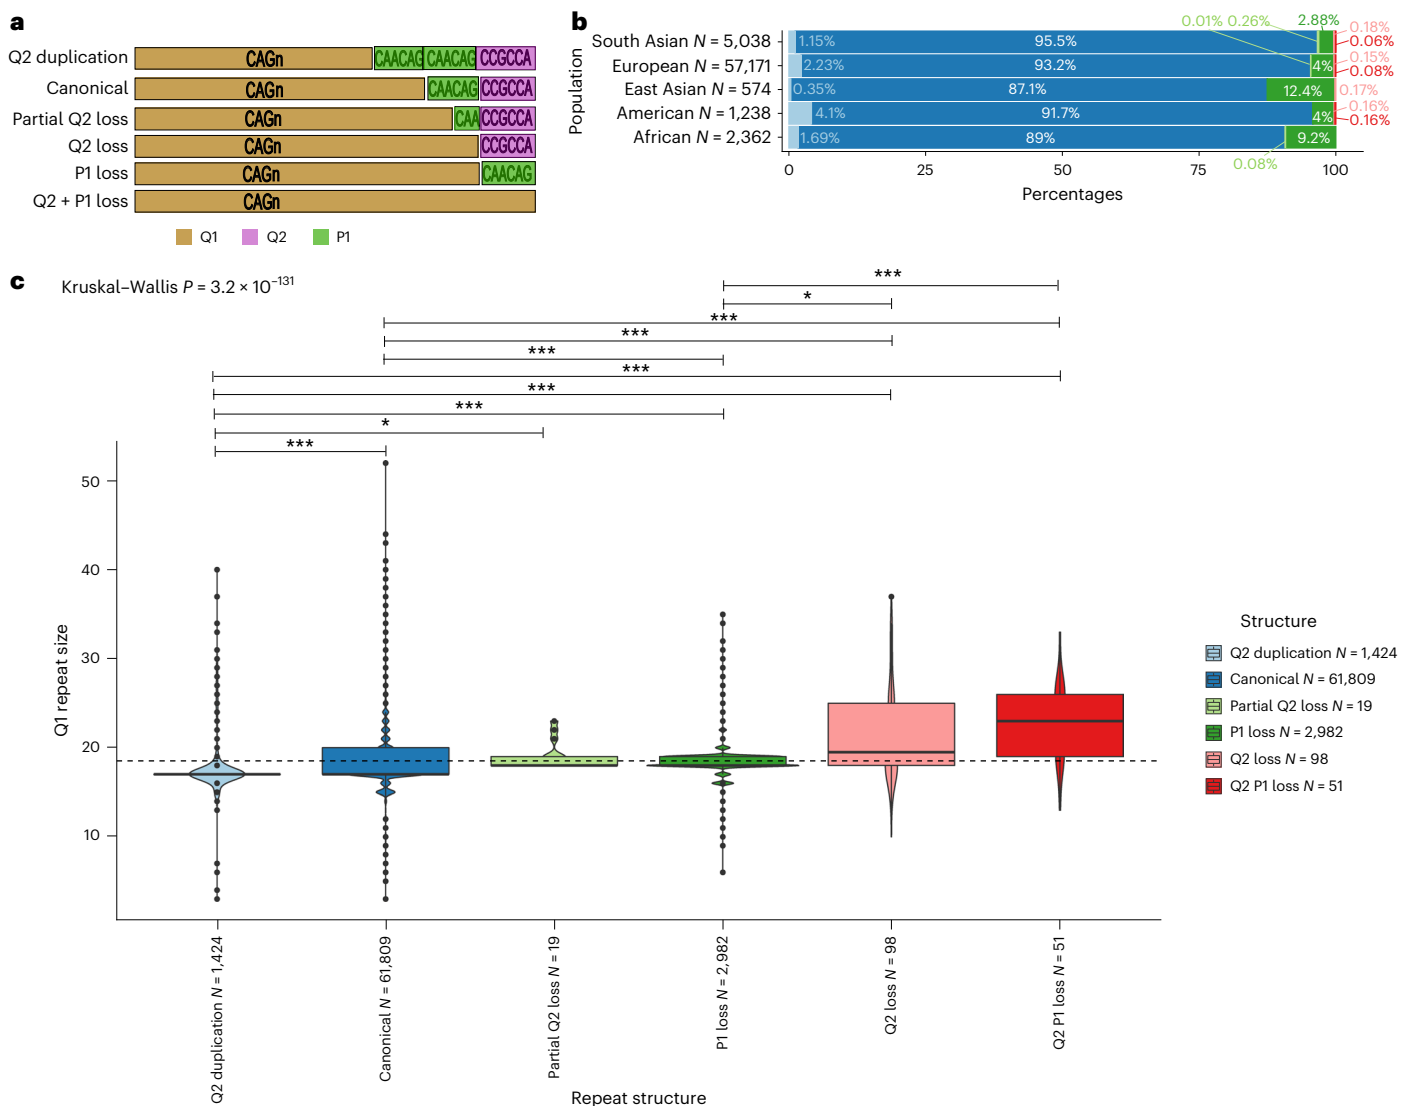 a
Q2 duplication CAGn CAACAG CAACAG CCGCCA
Canonical CAGn CAACAG CCGCCA
Partial Q2 loss CAGn CAA CCGCCA
Q2 loss CAGn CCGCCA
P1 loss CAGn CAACAG
Q2 + P1 loss CAGn
Q1 Q2 P1
b
Population
0.01% 0.26% 2.88% 0.18%
South Asian N = 5,038 1.15% 95.5% 0.06%
European N = 57,171 2.23% 93.2% 4% 0.15%
0.08%
East Asian N = 574 0.35% 87.1% 12.4% 0.17%
American N = 1,238 4.1% 91.7% 4% 0.16%
0.16%
African N = 2,362 1.69% 89% 9.2%
0.08%
0 25 50 75 100
Percentages
c
Kruskal–Wallis P = 3.2 × 10⁻¹³¹
***
*
***
***
***
***
***
***
*
***
Q1 repeat size
50
40
30
20
10
Q2 duplication N = 1,424
Canonical N = 61,809
Partial Q2 loss N = 19
P1 loss N = 2,982
Q2 loss N = 98
Q2 P1 loss N = 51
Repeat structure
Structure
Q2 duplication N = 1,424
Canonical N = 61,809
Partial Q2 loss N = 19
P1 loss N = 2,982
Q2 loss N = 98
Q2 P1 loss N = 51